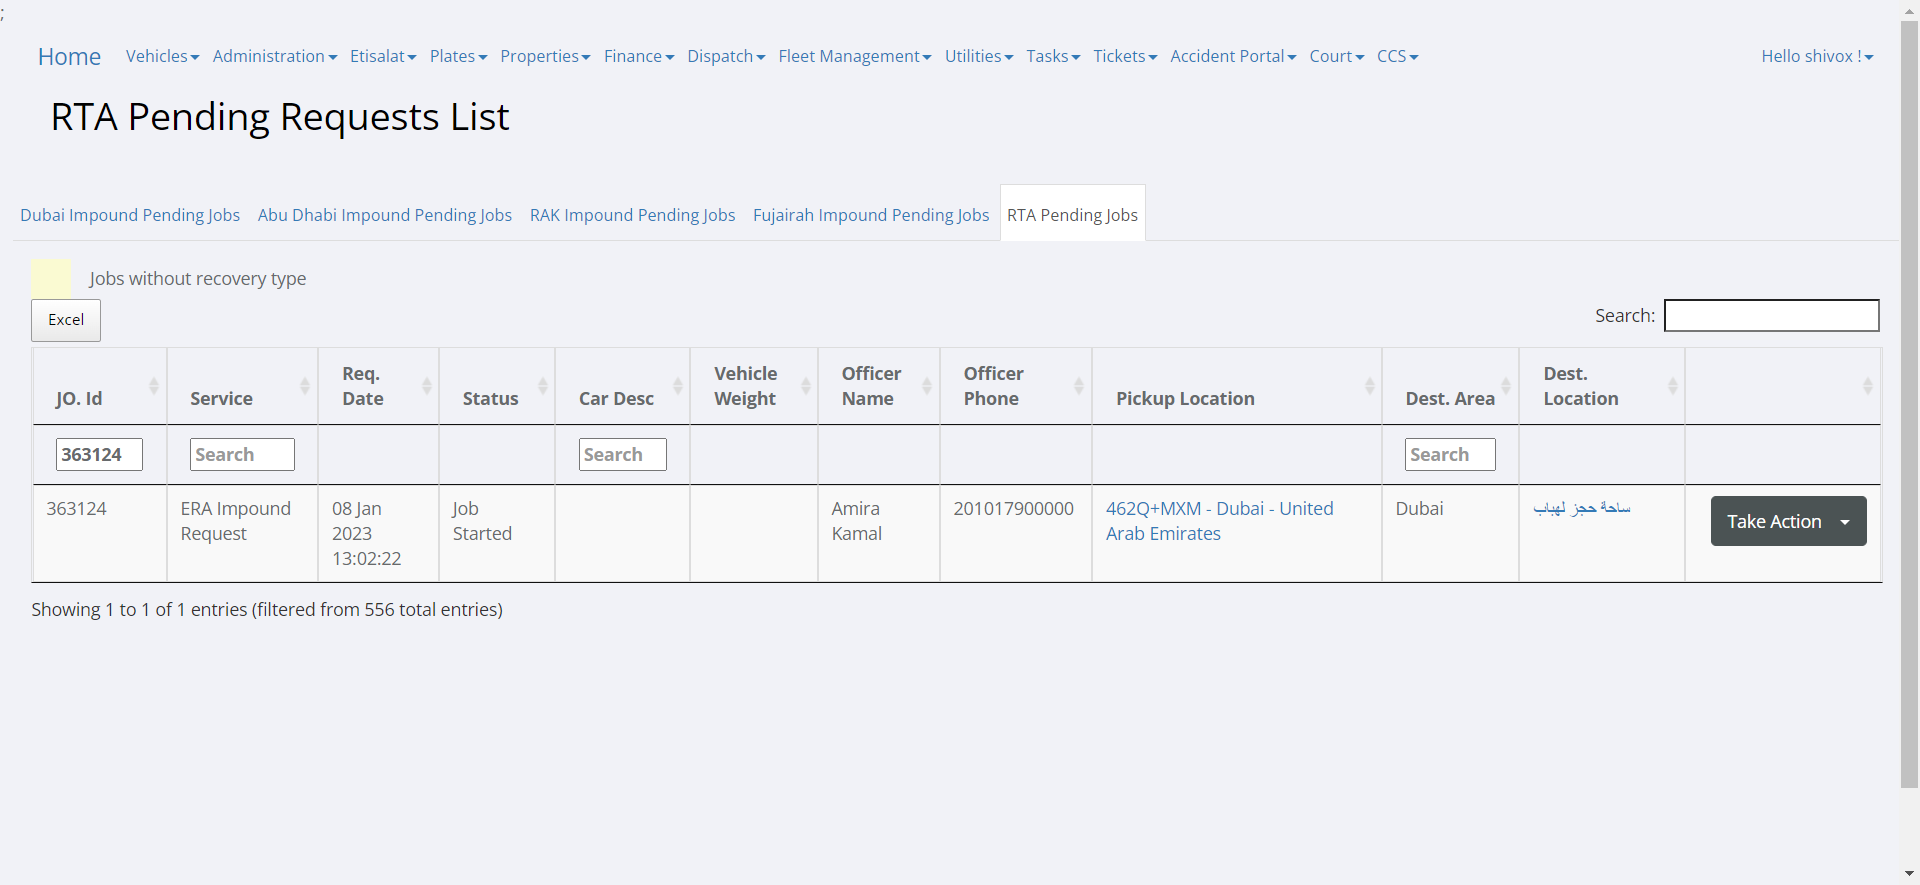 ;
Home Vehicles Administration Etisalat Plates Properties Finance Dispatch Fleet Management Utilities Tasks Tickets Accident Portal Court CCS Hello shivox !
RTA Pending Requests List
Dubai Impound Pending Jobs Abu Dhabi Impound Pending Jobs RAK Impound Pending Jobs Fujairah Impound Pending Jobs RTA Pending Jobs
Jobs without recovery type
Excel Search:
Req. Vehicle Officer Officer Dest.
JO. Id Service Date Status Car Desc Weight Name Phone Pickup Location Dest. Area Location
363124 Search Search Search
363124 ERA Impound 08 Jan Job Amira 201017900000 462Q+MXM - Dubai - United Dubai ساحة حجز لهباب Take Action
Request 2023 Started Kamal Arab Emirates
13:02:22
Showing 1 to 1 of 1 entries (filtered from 556 total entries)